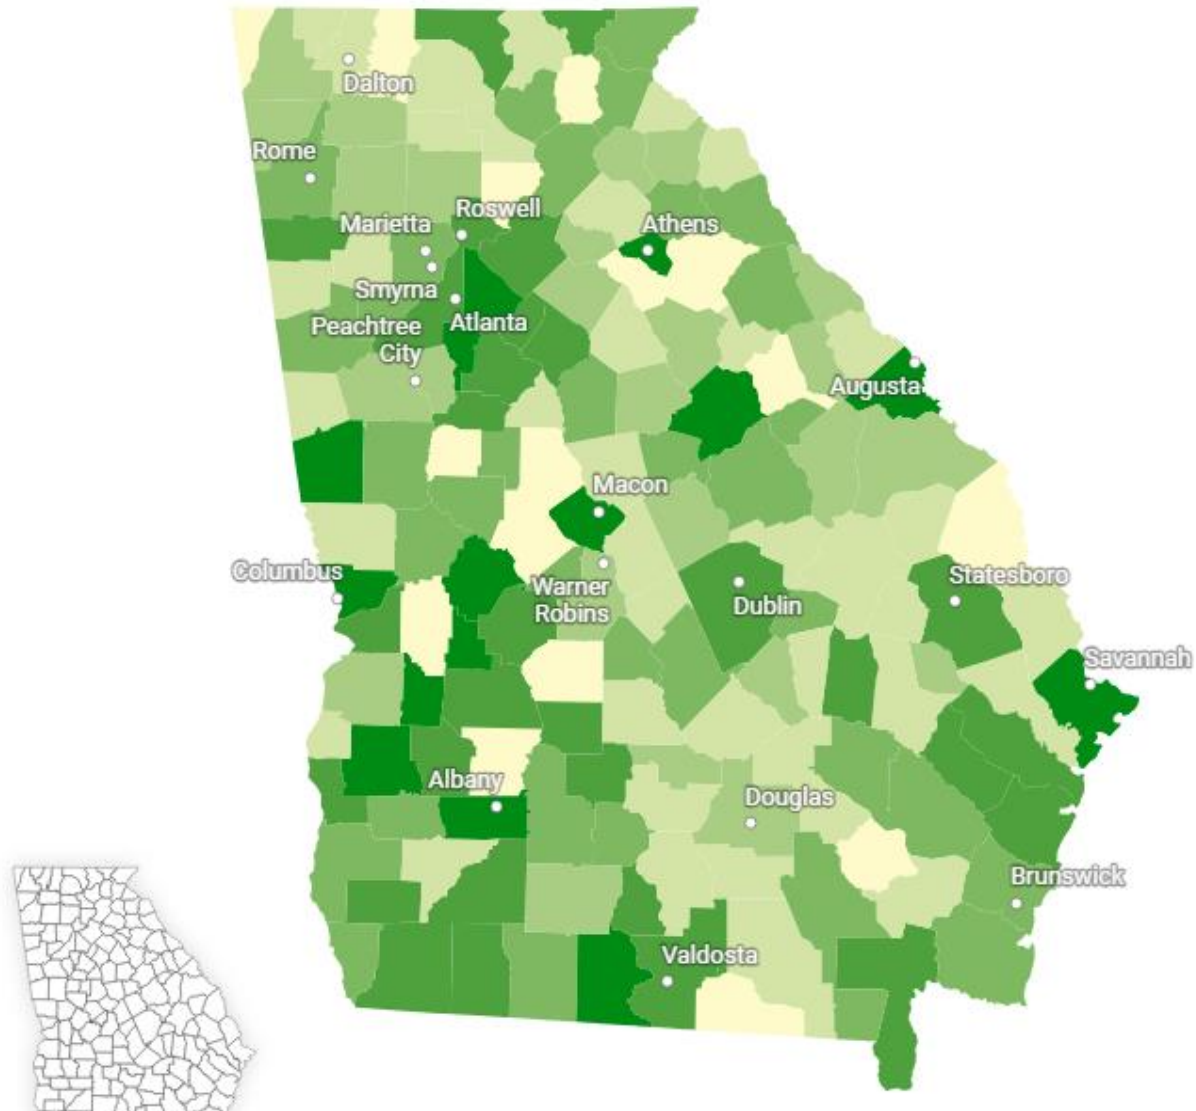 Dalton
Rome
Roswell
Marietta
Athens
Smyrna
Atlanta
Peachtree
City
Augusta
Macon
Columbus
Warner
Robins
Statesboro
Dublin
Savannah
Albany
Douglas
Brunswick
Valdosta